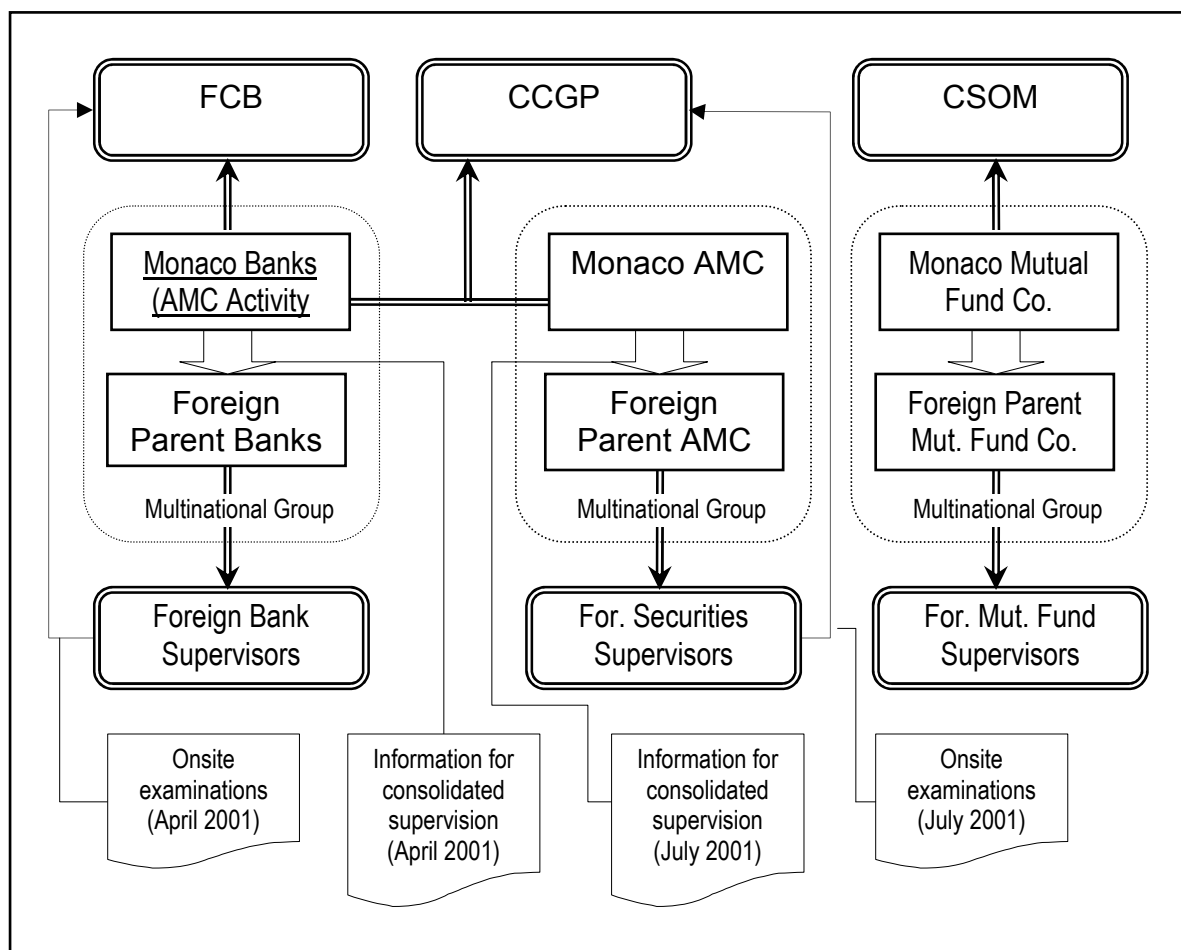 FCB
CCGP
CSOM
Monaco Banks
(AMC Activity
Monaco AMC
Monaco Mutual
Fund Co.
Foreign
Parent Banks
Foreign
Parent AMC
Foreign Parent
Mut. Fund Co.
Multinational Group
Multinational Group
Multinational Group
Foreign Bank
Supervisors
For. Securities
Supervisors
For. Mut. Fund
Supervisors
Onsite
examinations
(April 2001)
Information for
consolidated
supervision
(April 2001)
Information for
consolidated
supervision
(July 2001)
Onsite
examinations
(July 2001)